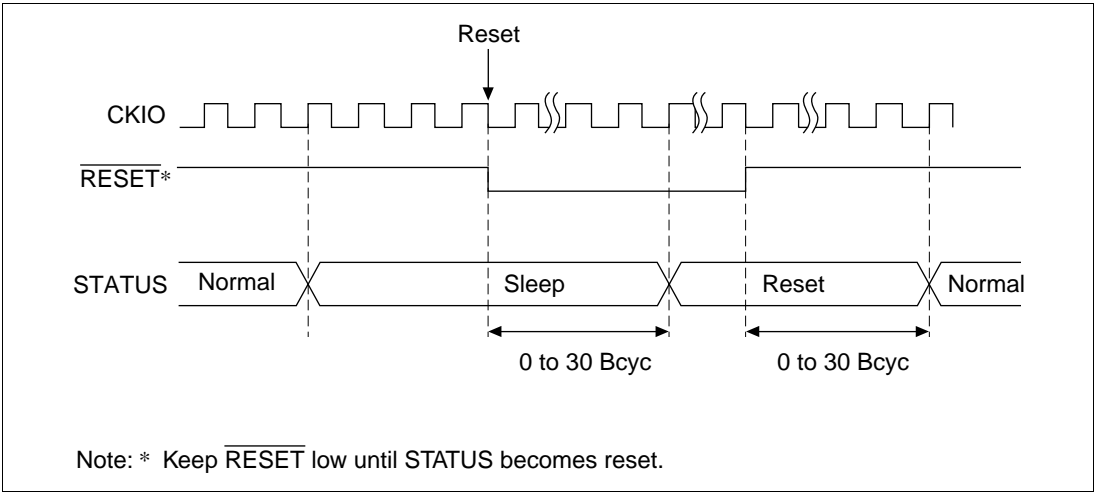 Reset
CKIO
RESET*
STATUS Normal Sleep Reset Normal
0 to 30 Bcyc 0 to 30 Bcyc
Note: * Keep RESET low until STATUS becomes reset.